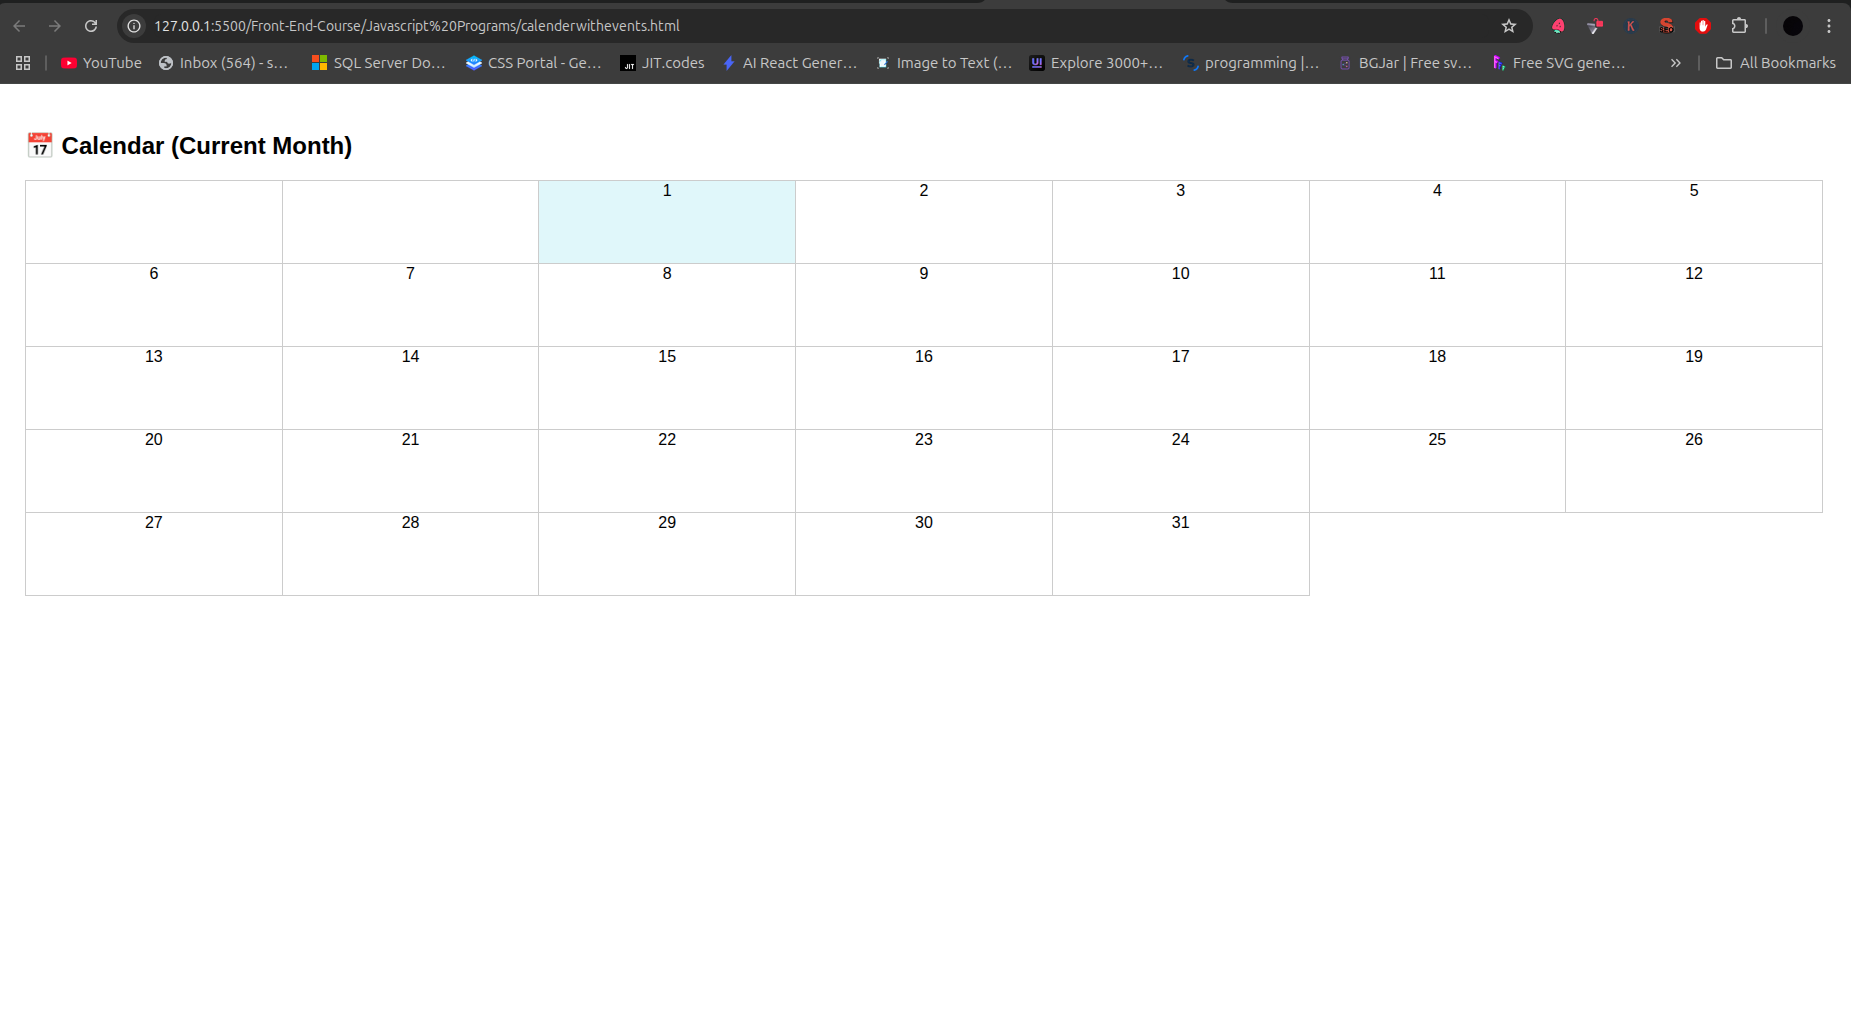 127.0.0.1:5500/Front-End-Course/Javascript%20Programs/calenderwithevents.html
YouTube Inbox (564) - s... SQL Server Do... CSS Portal - Ge... JIT.codes AI React Gener... Image to Text (... Explore 3000+... programming |... BGJar | Free sv... Free SVG gene... » All Bookmarks
📅 Calendar (Current Month)
1 2 3 4 5
6 7 8 9 10 11 12
13 14 15 16 17 18 19
20 21 22 23 24 25 26
27 28 29 30 31